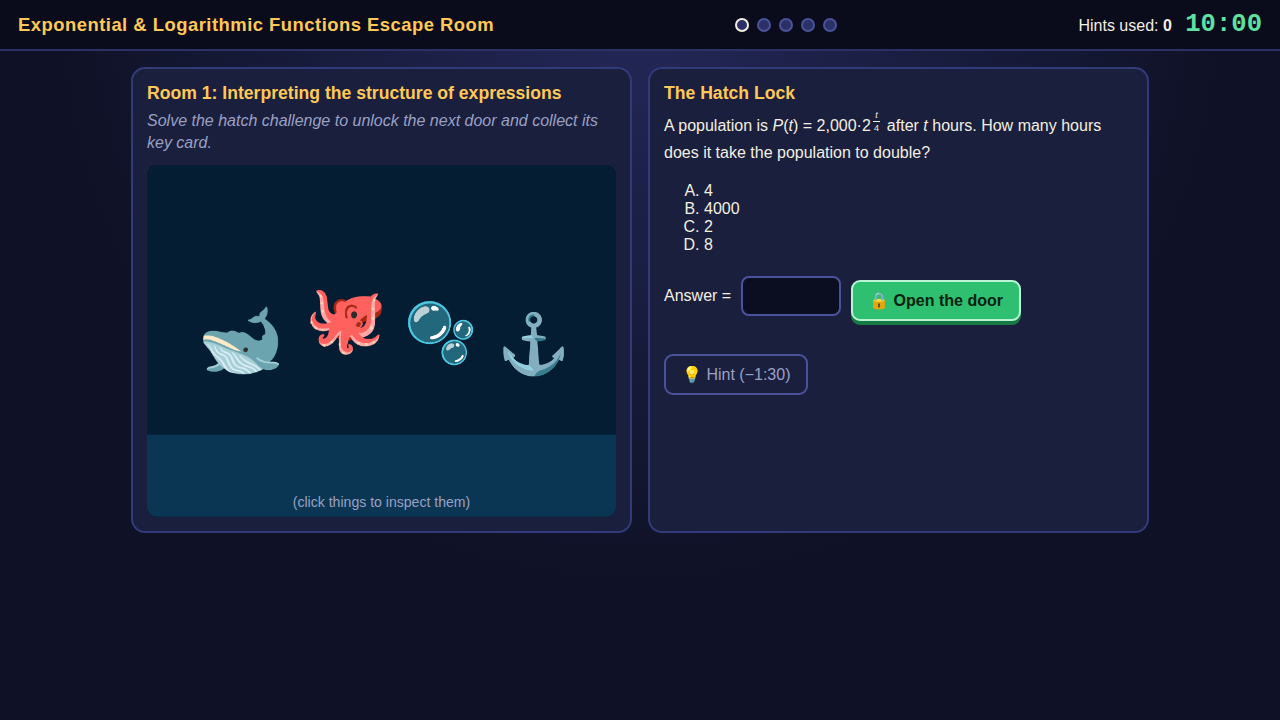 Exponential & Logarithmic Functions Escape Room
Hints used: 0 10:00
Room 1: Interpreting the structure of expressions
Solve the hatch challenge to unlock the next door and collect its
key card.
(click things to inspect them)
The Hatch Lock
A population is P(t) = 2,000·2^(t/4) after t hours. How many hours
does it take the population to double?
A. 4
B. 4000
C. 2
D. 8
Answer =
🔒 Open the door
💡 Hint (−1:30)